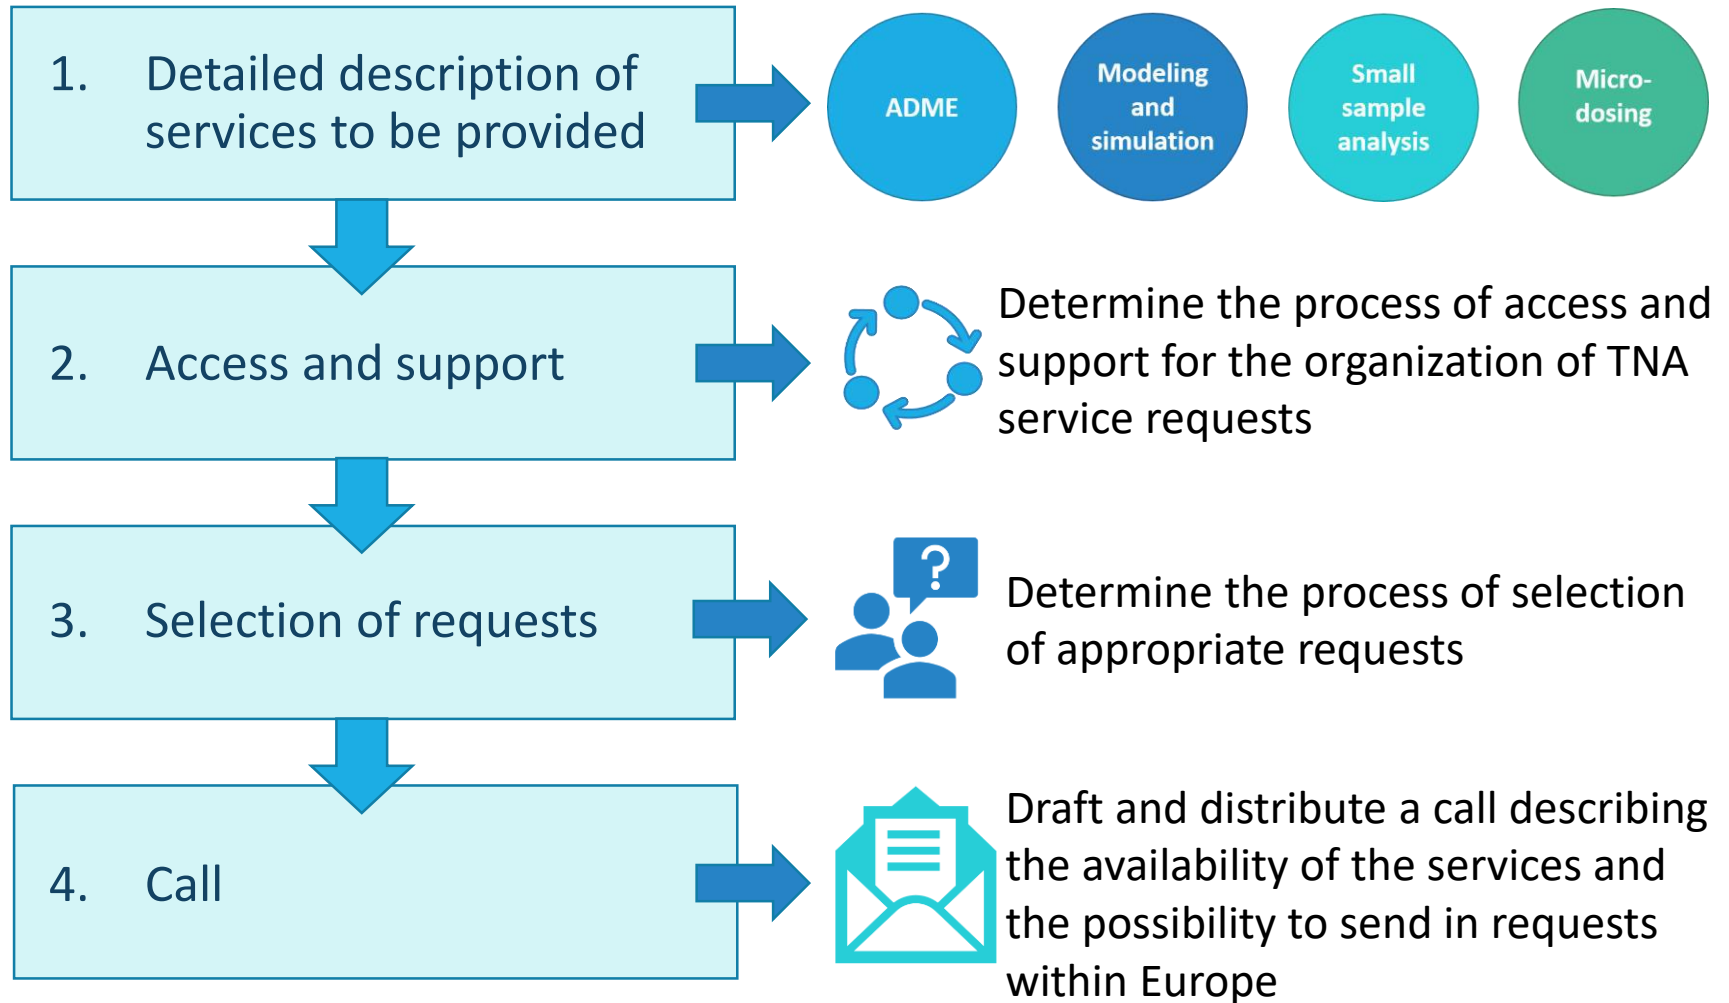 1. Detailed description of
services to be provided
ADME
Modeling
and
simulation
Small
sample
analysis
Micro-
dosing
2. Access and support
Determine the process of access and
support for the organization of TNA
service requests
3. Selection of requests
?
Determine the process of selection
of appropriate requests
4. Call
Draft and distribute a call describing
the availability of the services and
the possibility to send in requests
within Europe